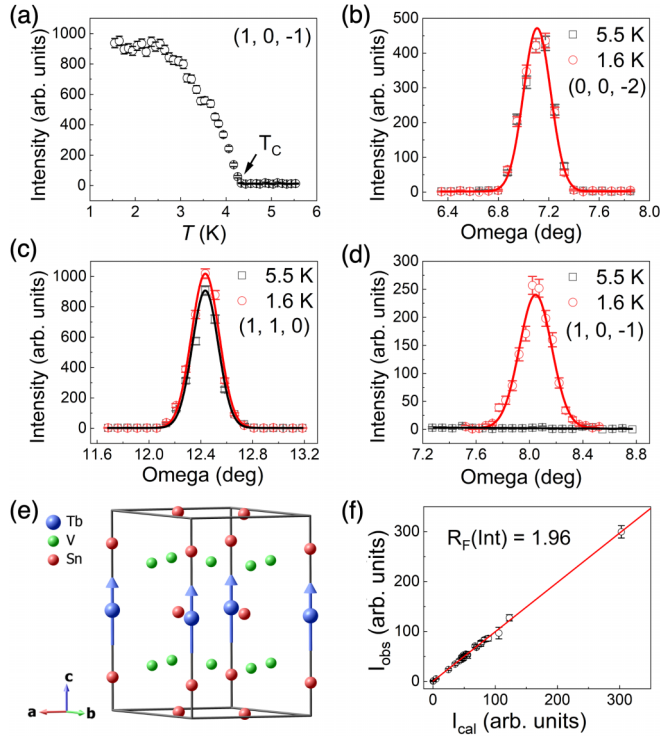 (a)
(1, 0, -1)
Intensity (arb. units)
1000
800
600
400
200
0
T_C
1 2 3 4 5 6
T (K)
(b)
5.5 K
1.6 K
(0, 0, -2)
Intensity (arb. units)
500
400
300
200
100
0
6.4 6.8 7.2 7.6 8.0
Omega (deg)
(c)
5.5 K
1.6 K
(1, 1, 0)
Intensity (arb. units)
1000
800
600
400
200
0
11.6 12.0 12.4 12.8 13.2
Omega (deg)
(d)
5.5 K
1.6 K
(1, 0, -1)
Intensity (arb. units)
300
250
200
150
100
50
0
7.2 7.6 8.0 8.4 8.8
Omega (deg)
(e)
Tb
V
Sn
c
a b
(f)
R_F(Int) = 1.96
I_obs (arb. units)
300
200
100
0
0 100 200 300
I_cal (arb. units)